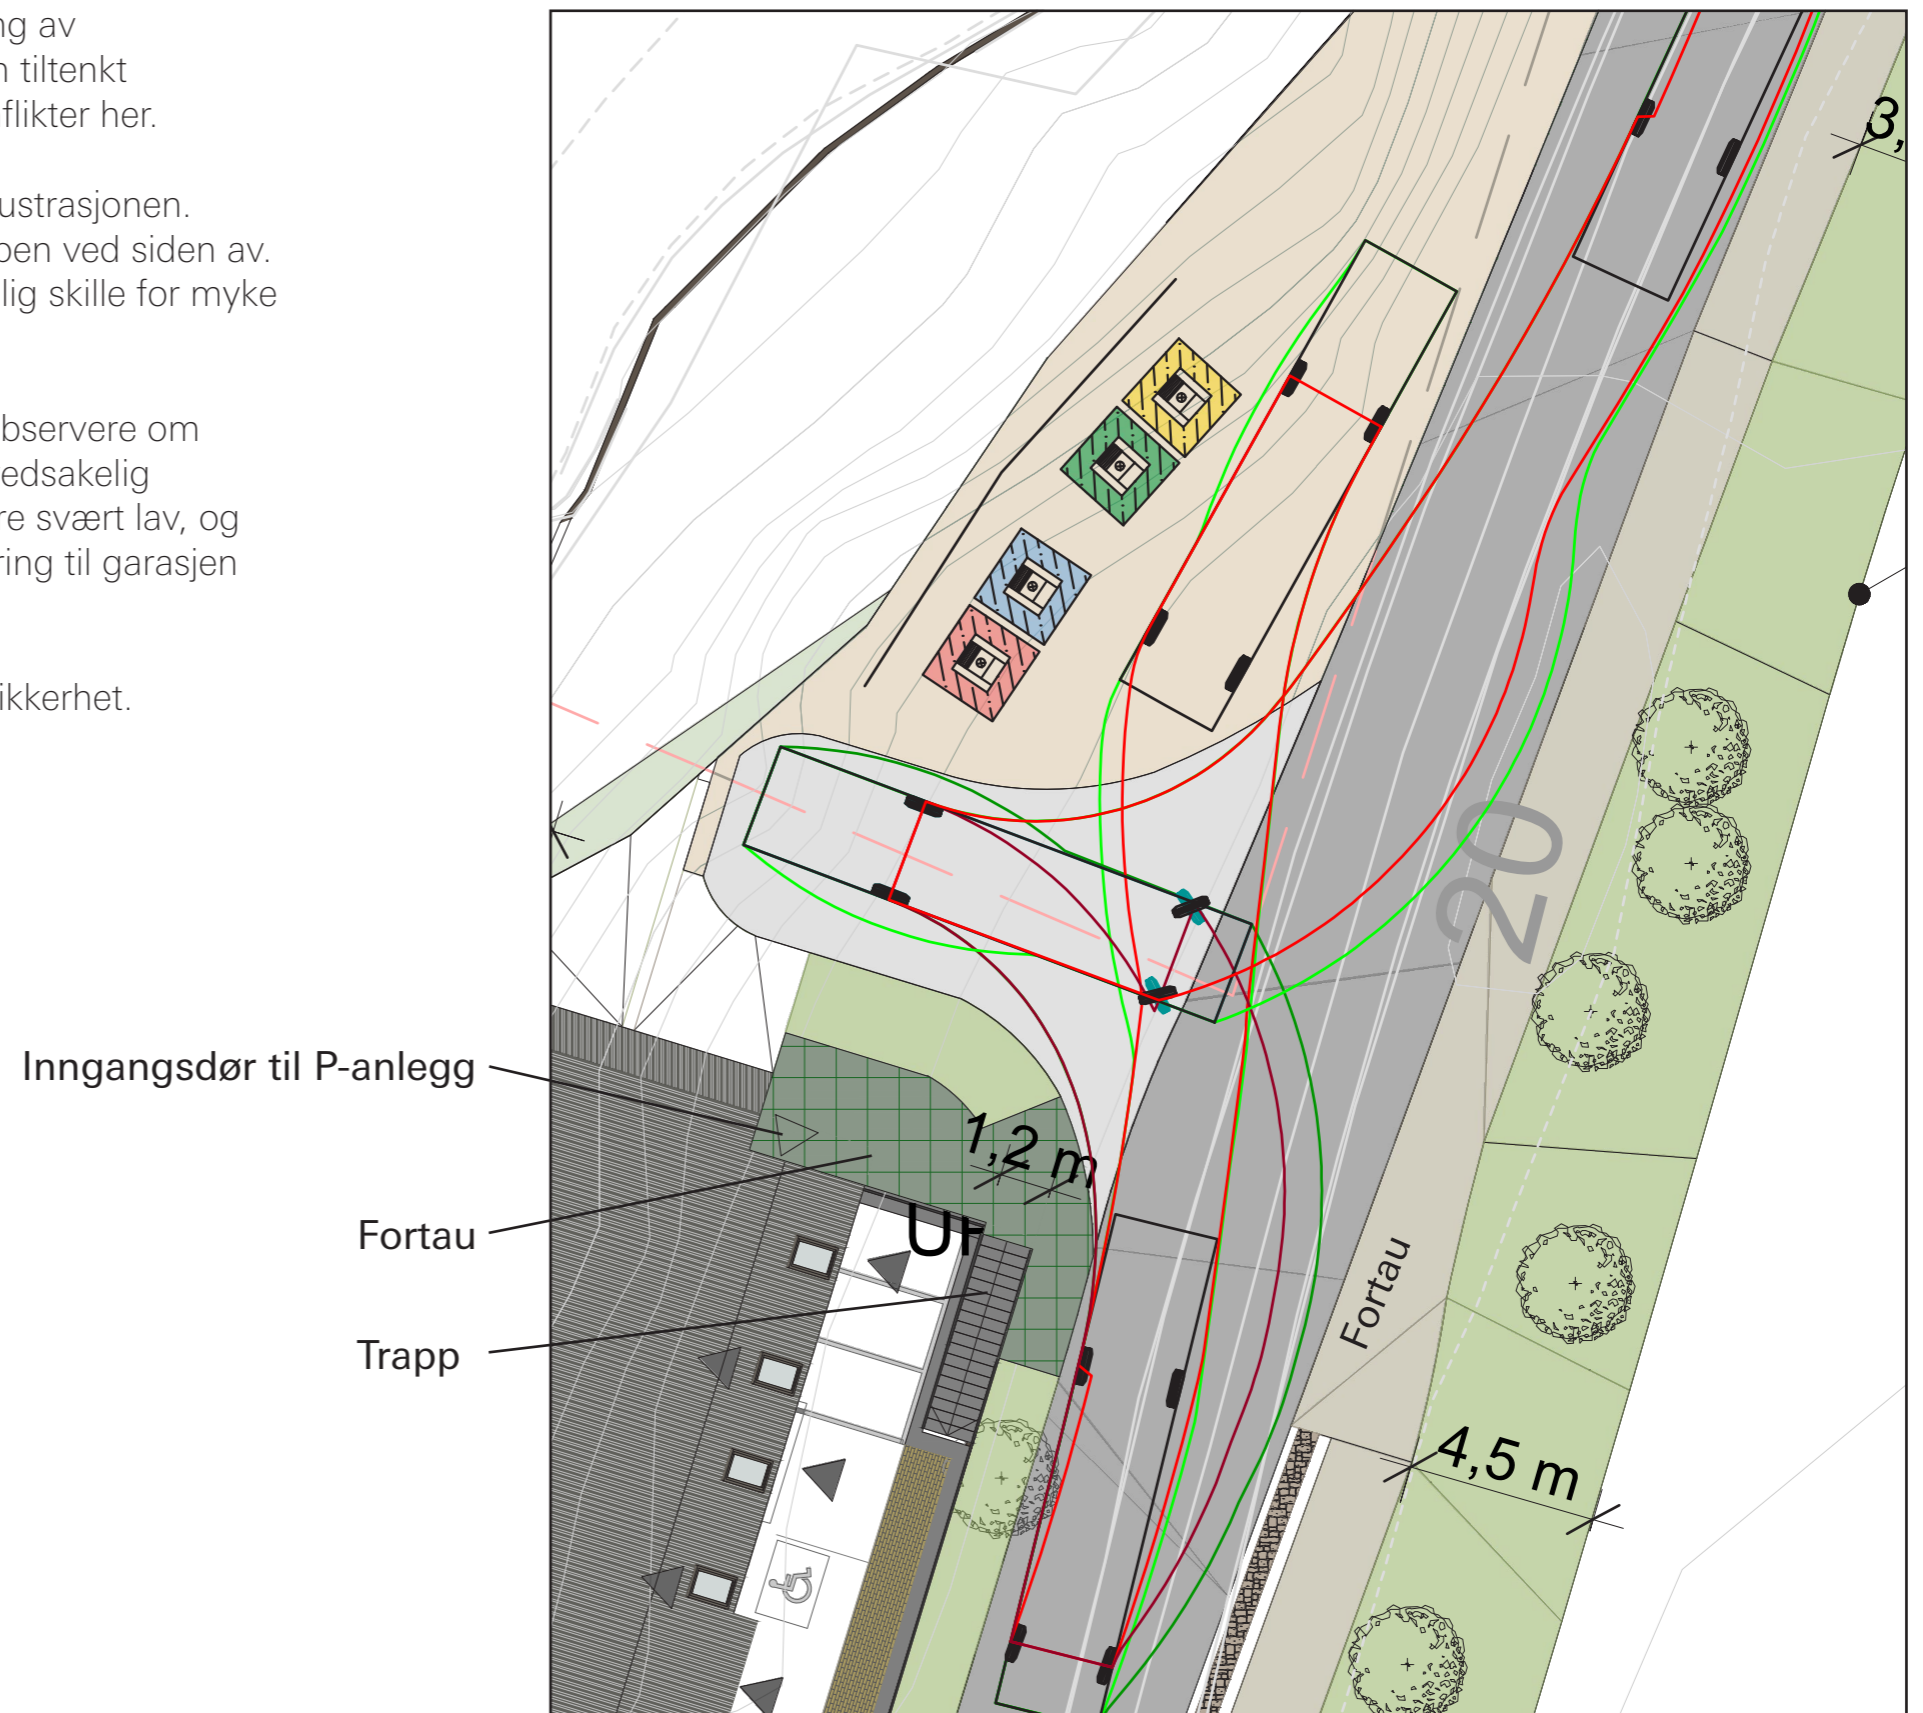 ng av
n tiltenkt
flikter her.
ustrasjonen.
pen ved siden av.
lig skille for myke
bservere om
edsakelig
re svært lav, og
ring til garasjen
ikkerhet.
3,
20
Inngangsdør til P-anlegg
1,2 m
Fortau
Trapp
Fortau
4,5 m